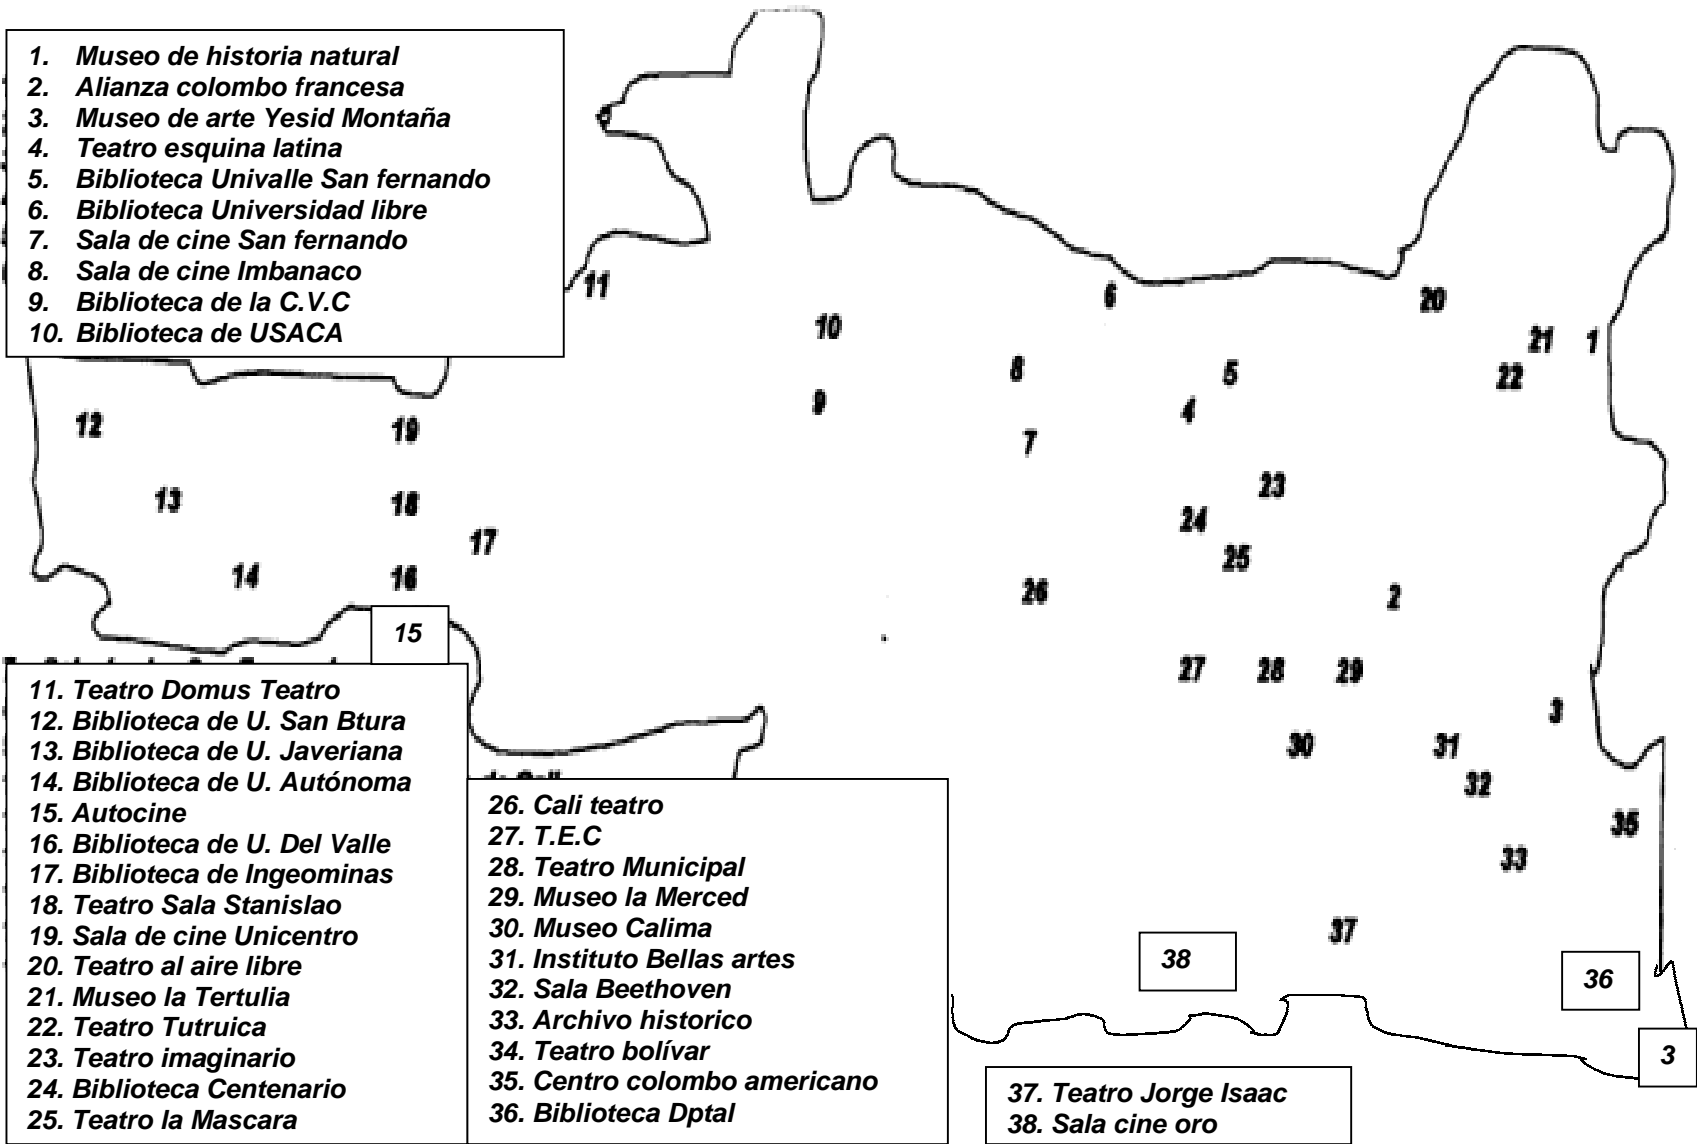 1. Museo de historia natural
2. Alianza colombo francesa
3. Museo de arte Yesid Montaña
4. Teatro esquina latina
5. Biblioteca Univalle San fernando
6. Biblioteca Universidad libre
7. Sala de cine San fernando
8. Sala de cine Imbanaco
9. Biblioteca de la C.V.C
10. Biblioteca de USACA
11
6
20
10
21 1
8
5
22
9
4
12
19
7
13
18
23
24
17
25
14
16
26
2
15
27 28 29
3
30
31
32
35
33
37
38
36
3
11. Teatro Domus Teatro
12. Biblioteca de U. San Btura
13. Biblioteca de U. Javeriana
14. Biblioteca de U. Autónoma
15. Autocine
16. Biblioteca de U. Del Valle
17. Biblioteca de Ingeominas
18. Teatro Sala Stanislao
19. Sala de cine Unicentro
20. Teatro al aire libre
21. Museo la Tertulia
22. Teatro Tutruica
23. Teatro imaginario
24. Biblioteca Centenario
25. Teatro la Mascara
26. Cali teatro
27. T.E.C
28. Teatro Municipal
29. Museo la Merced
30. Museo Calima
31. Instituto Bellas artes
32. Sala Beethoven
33. Archivo historico
34. Teatro bolívar
35. Centro colombo americano
36. Biblioteca Dptal
37. Teatro Jorge Isaac
38. Sala cine oro